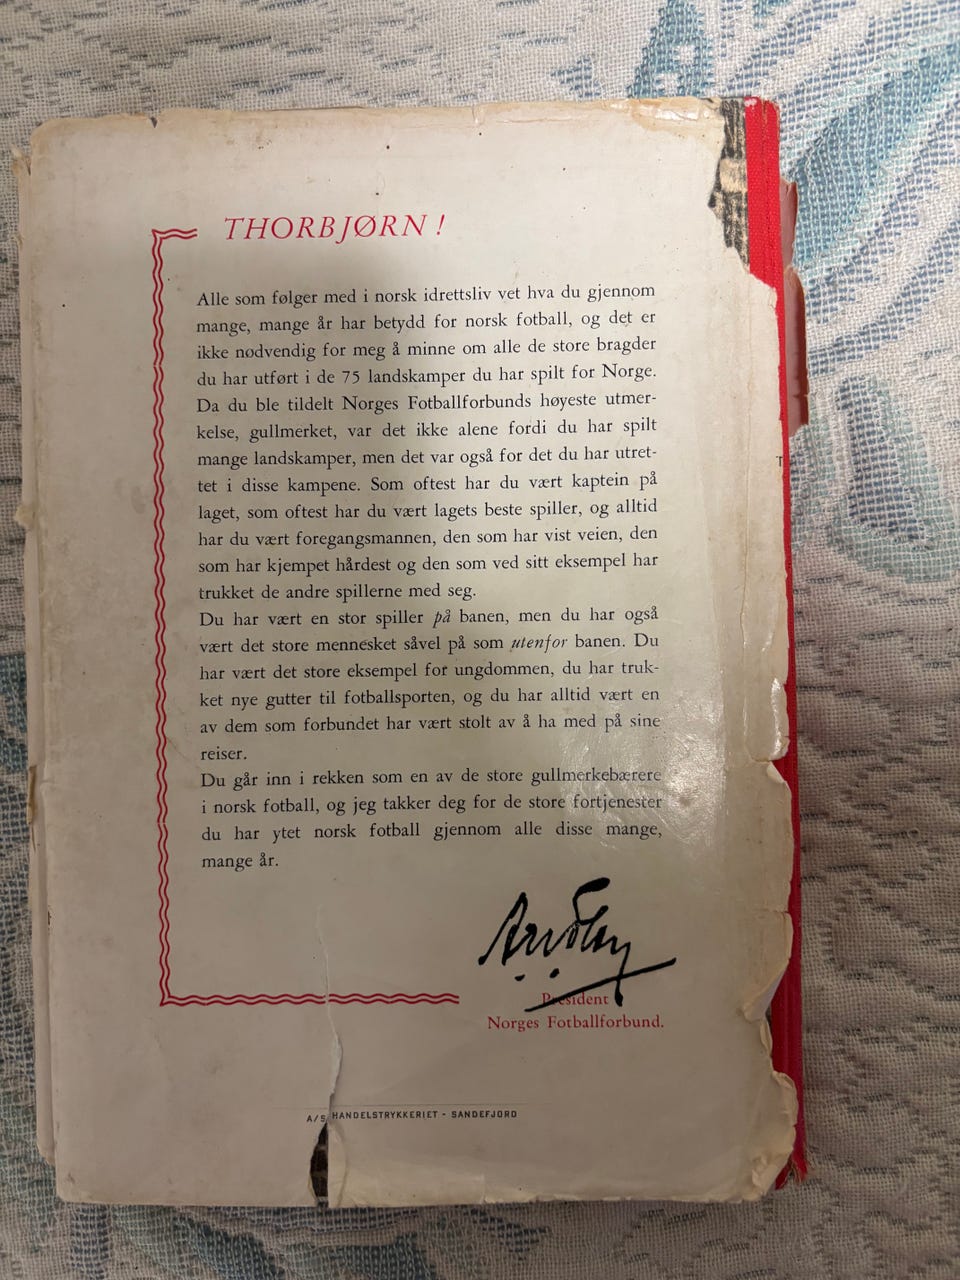 THORBJØRN!
Alle som følger med i norsk idrettsliv vet hva du gjennom
mange, mange år har betydd for norsk fotball, og det er
ikke nødvendig for meg å minne om alle de store bragder
du har utført i de 75 landskamper du har spilt for Norge.
Da du ble tildelt Norges Fotballforbunds høyeste utmer-
kelse, gullmerket, var det ikke alene fordi du har spilt
mange landskamper, men det var også for det du har utret-
tet i disse kampene. Som oftest har du vært kaptein på
laget, som oftest har du vært lagets beste spiller, og alltid
har du vært foregangsmannen, den som har vist veien, den
som har kjempet hårdest og den som ved sitt eksempel har
trukket de andre spillerne med seg.
Du har vært en stor spiller på banen, men du har også
vært det store mennesket såvel på som utenfor banen. Du
har vært det store eksempel for ungdommen, du har truk-
ket nye gutter til fotballsporten, og du har alltid vært en
av dem som forbundet har vært stolt av å ha med på sine
reiser.
Du går inn i rekken som en av de store gullmerkebærere
i norsk fotball, og jeg takker deg for de store fortjenester
du har ytet norsk fotball gjennom alle disse mange,
mange år.
President
Norges Fotballforbund.
A/S HANDELSTRYKKERIET - SANDEFJORD
T